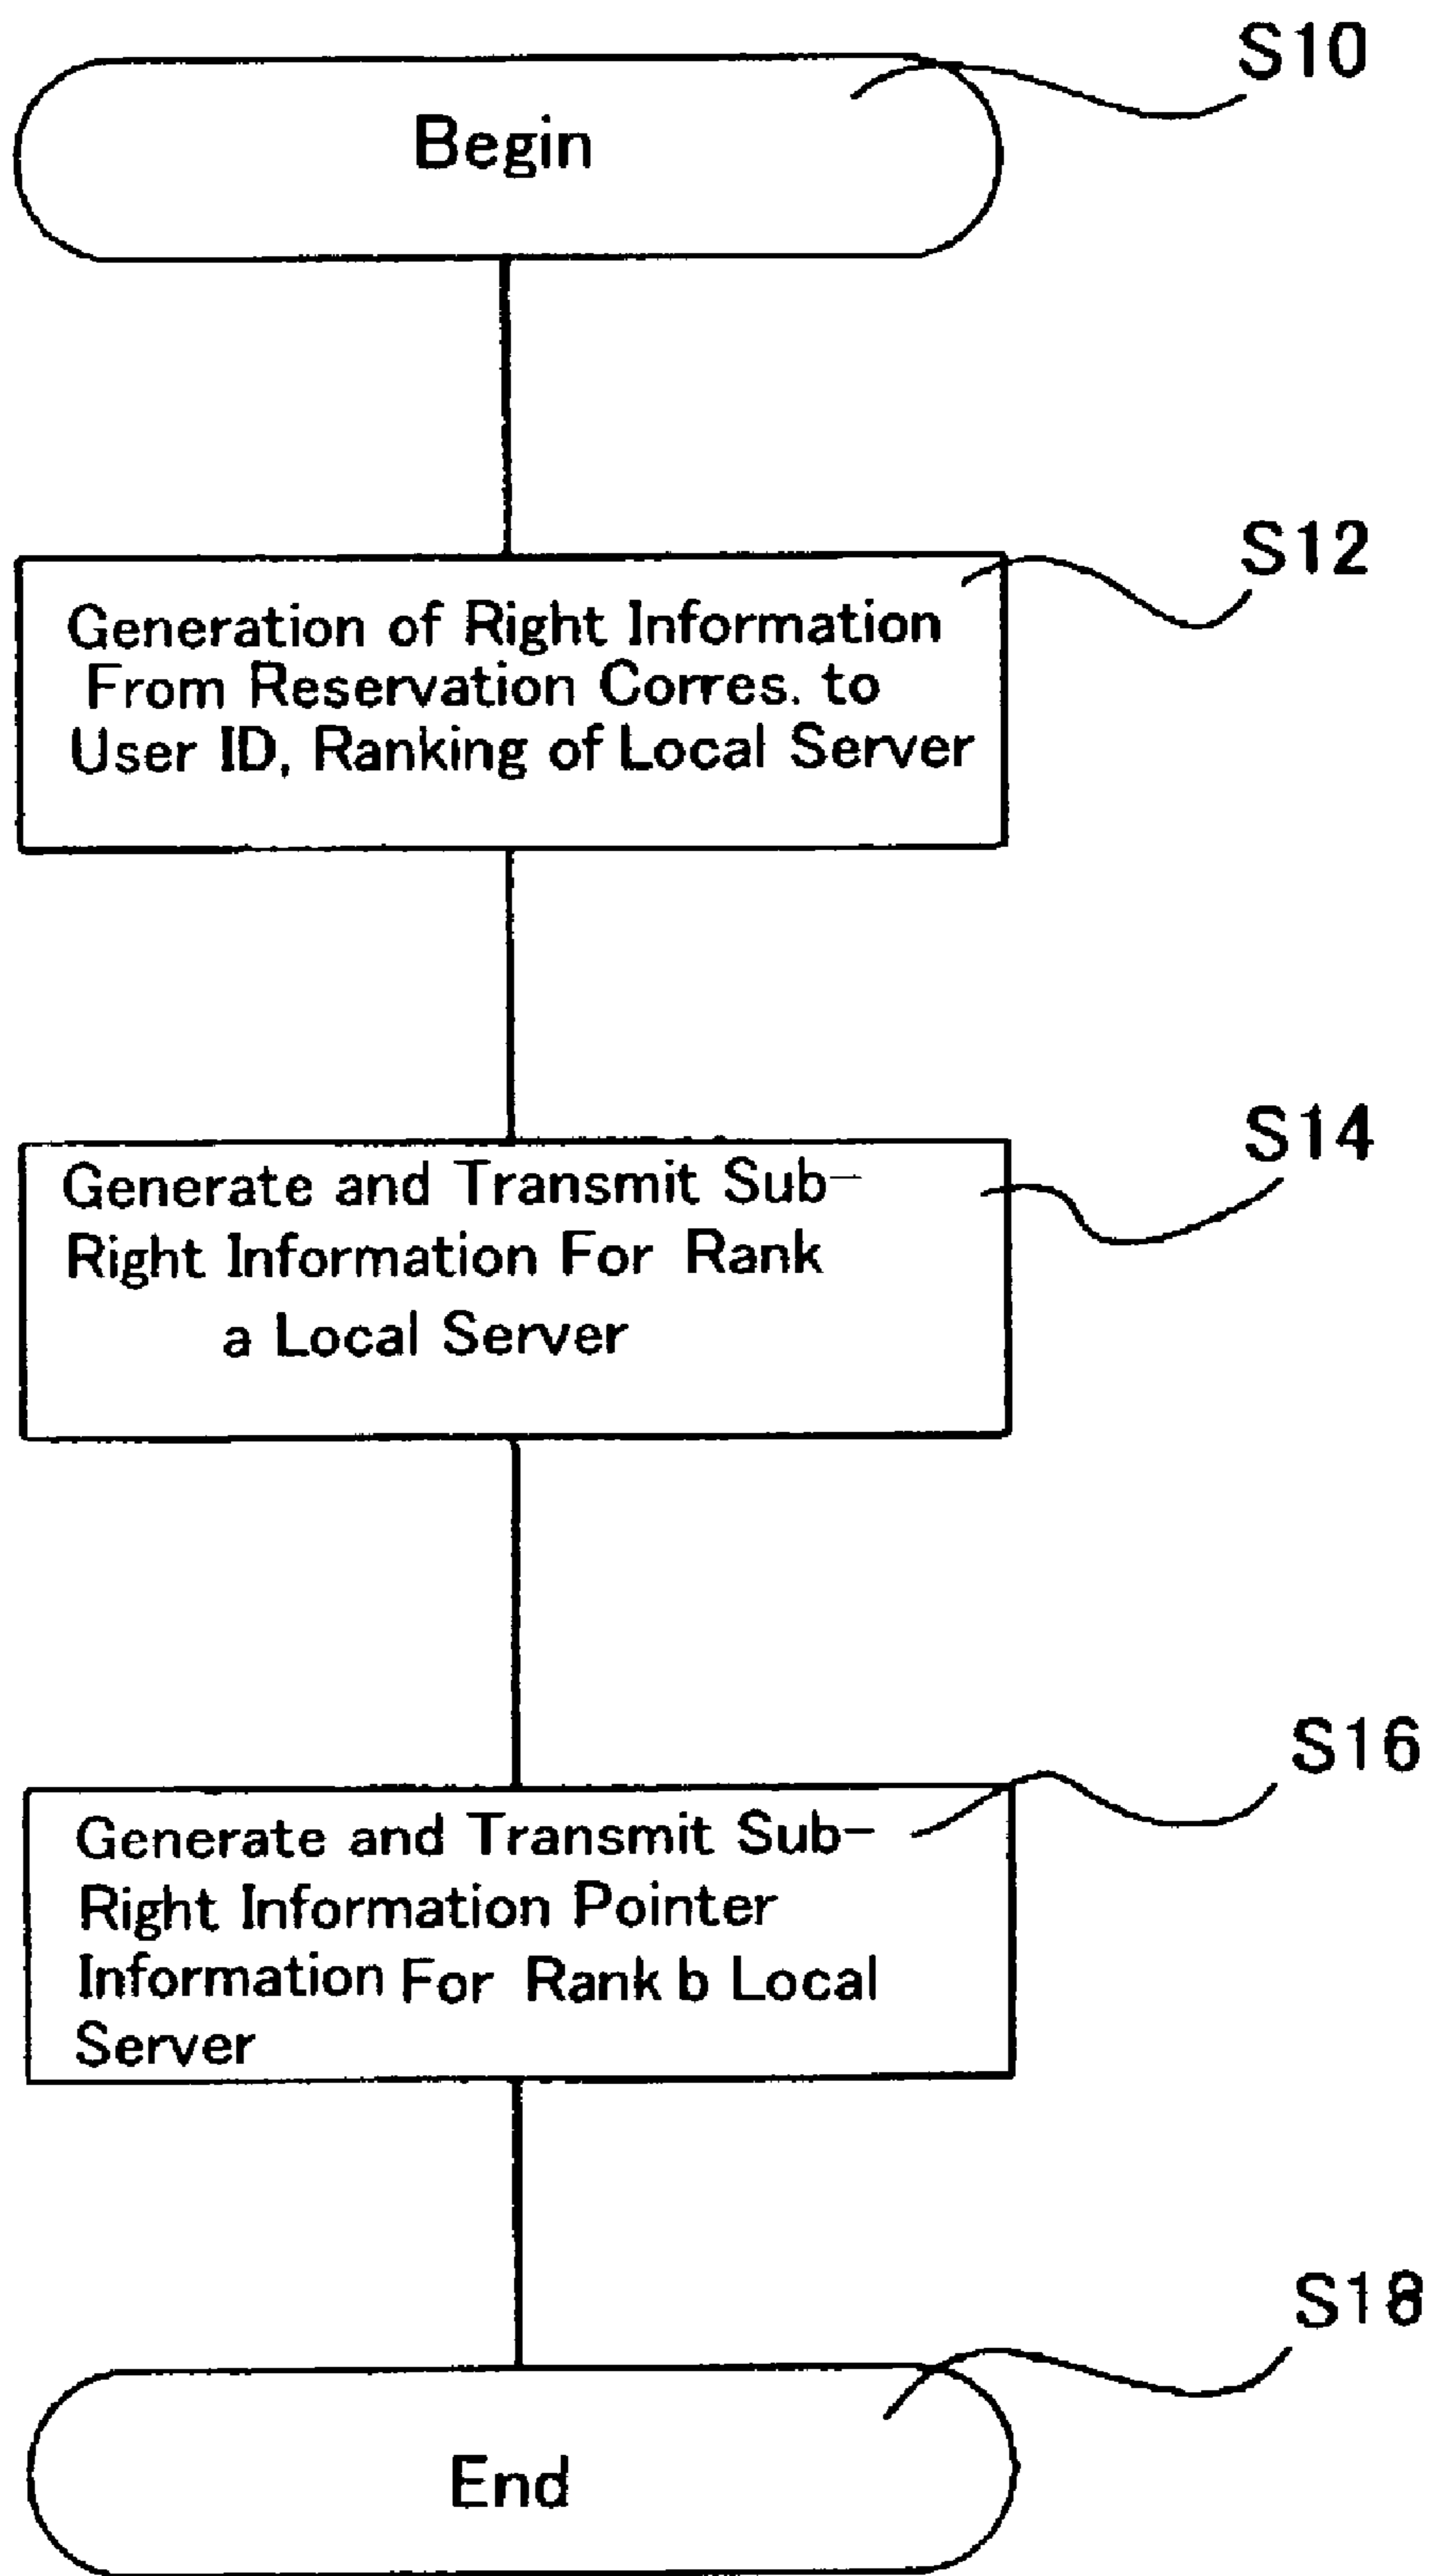 S10
Begin
S12
Generation of Right Information
From Reservation Corres. to
User ID, Ranking of Local Server
S14
Generate and Transmit Sub-
Right Information For Rank
a Local Server
S16
Generate and Transmit Sub-
Right Information Pointer
Information For Rank b Local
Server
S18
End